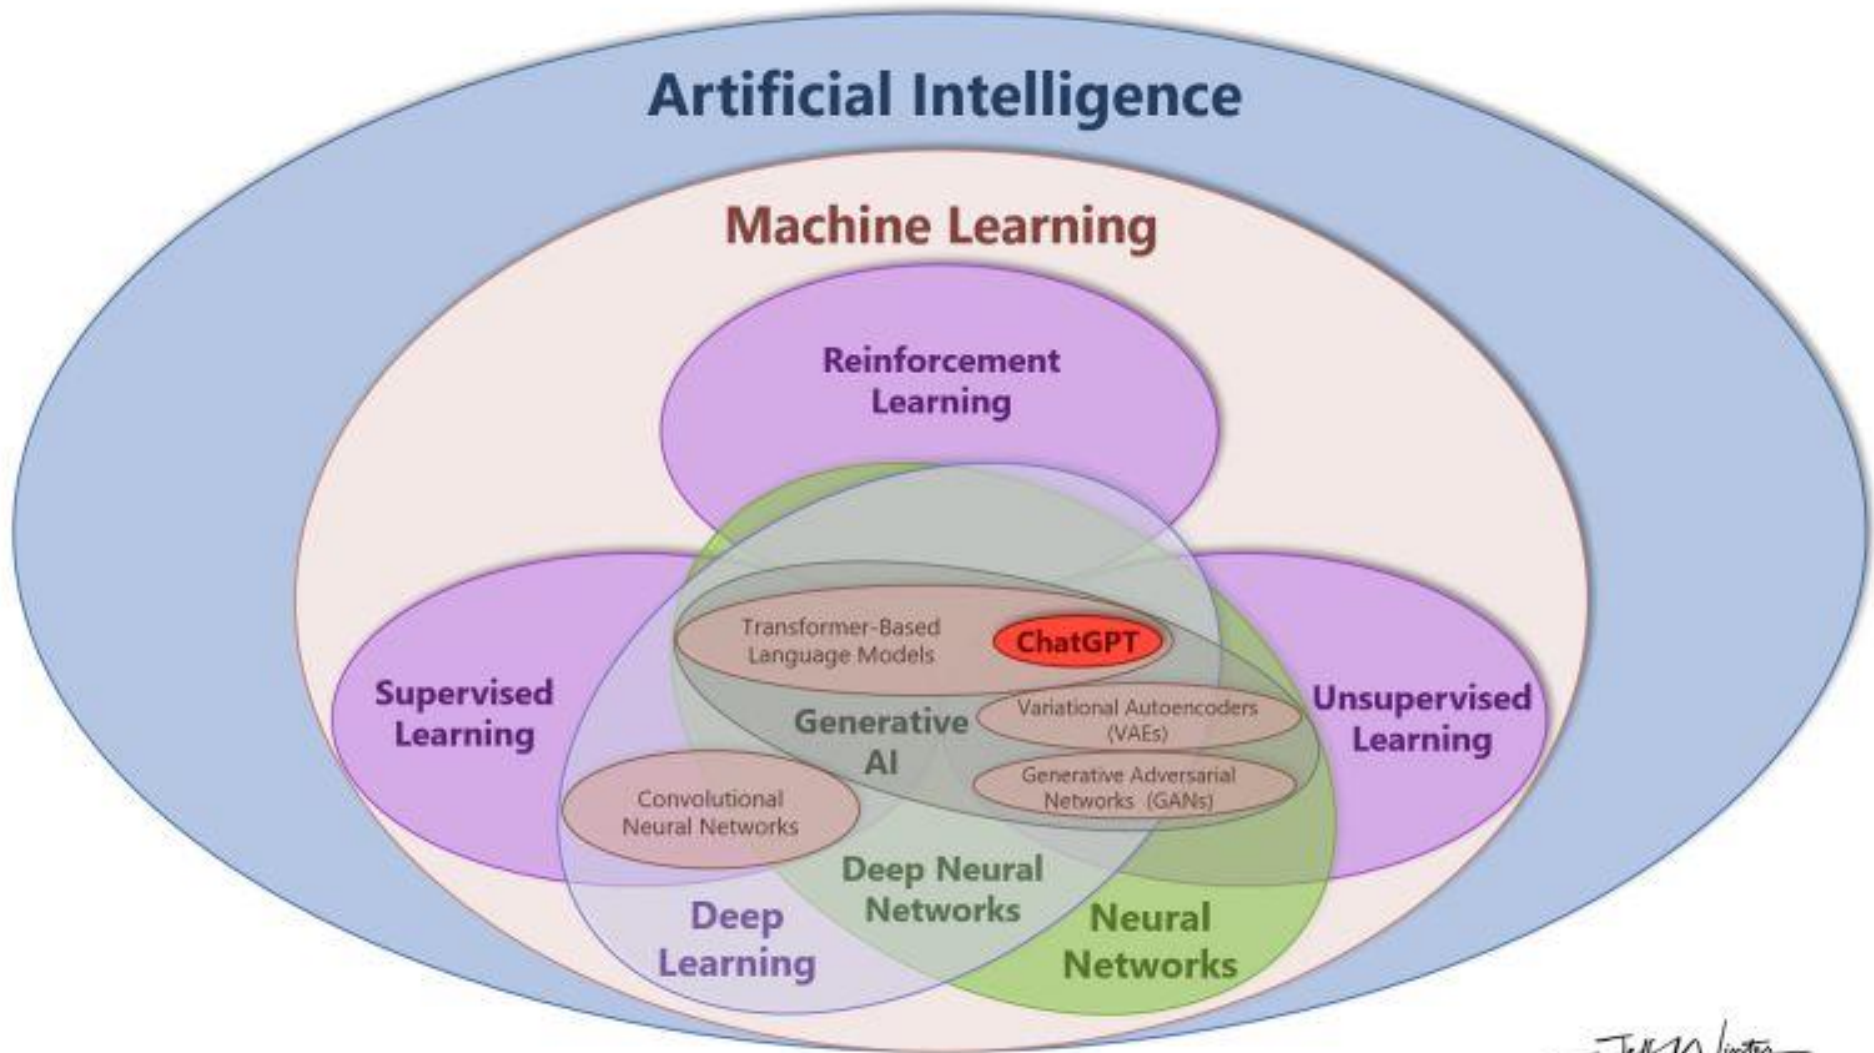 Artificial Intelligence
Machine Learning
Reinforcement
Learning
Transformer-Based
Language Models
ChatGPT
Supervised
Learning
Generative
AI
Variational Autoencoders
(VAEs)
Unsupervised
Learning
Generative Adversarial
Networks (GANs)
Convolutional
Neural Networks
Deep Neural
Networks
Deep
Learning
Neural
Networks